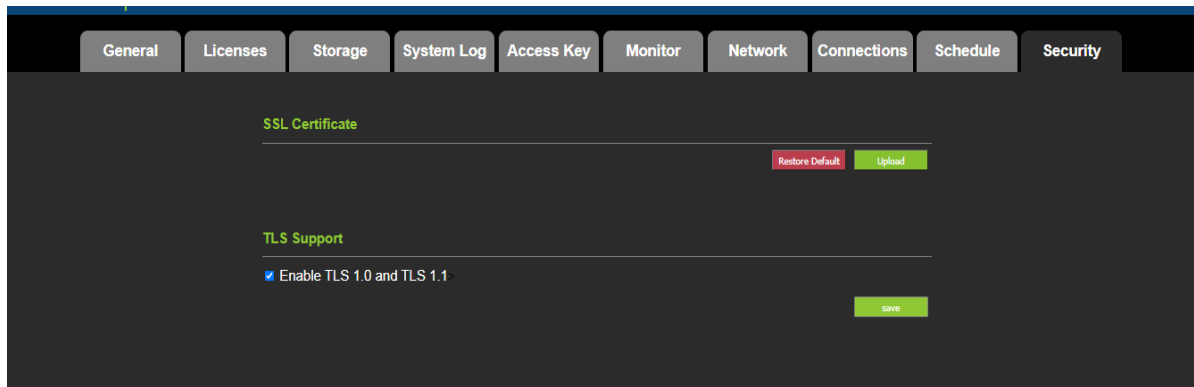 General Licenses Storage System Log Access Key Monitor Network Connections Schedule Security
SSL Certificate
Restore Default Upload
TLS Support
Enable TLS 1.0 and TLS 1.1>
save